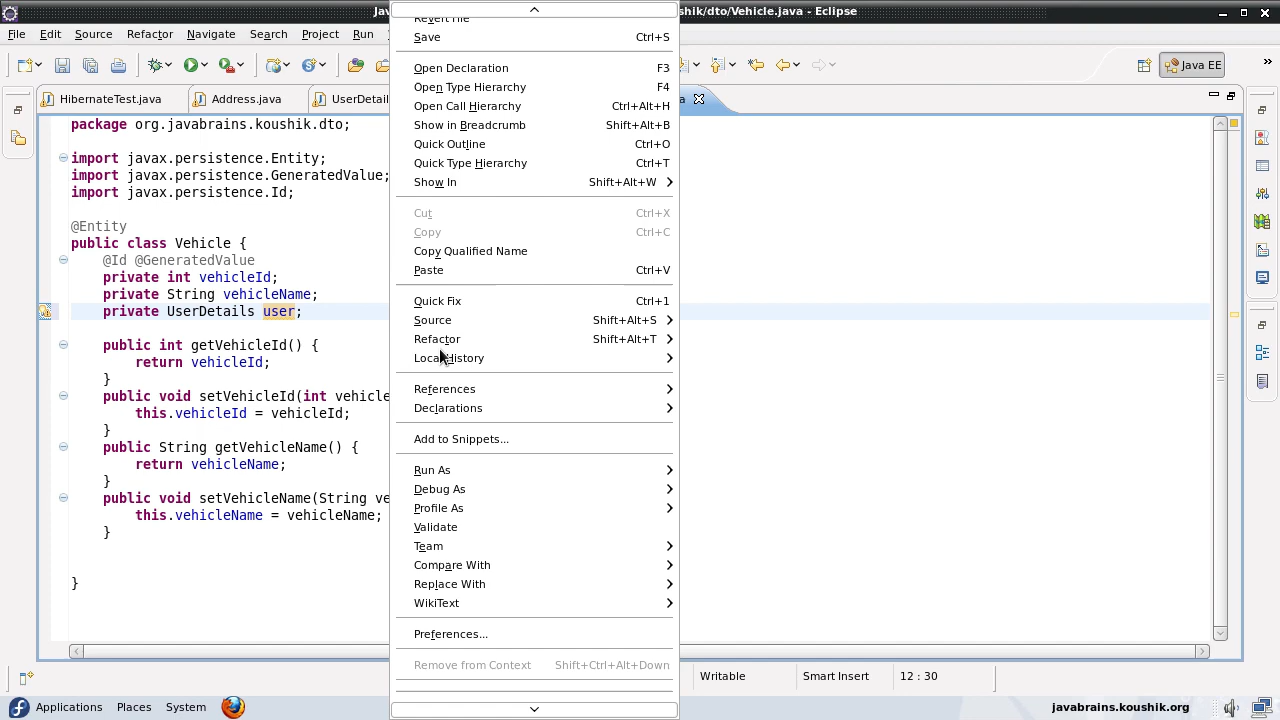 Jav
shik/dto/Vehicle.java - Eclipse
File Edit Source Refactor Navigate Search Project Run
Java EE
HibernateTest.java
Address.java
UserDetail
a
package org.javabrains.koushik.dto;
import javax.persistence.Entity;
import javax.persistence.GeneratedValue;
import javax.persistence.Id;
@Entity
public class Vehicle {
@Id @GeneratedValue
private int vehicleId;
private String vehicleName;
private UserDetails user;
public int getVehicleId() {
return vehicleId;
}
public void setVehicleId(int vehicle
this.vehicleId = vehicleId;
}
public String getVehicleName() {
return vehicleName;
}
public void setVehicleName(String ve
this.vehicleName = vehicleName;
}
}
Revert File
Save Ctrl+S
Open Declaration F3
Open Type Hierarchy F4
Open Call Hierarchy Ctrl+Alt+H
Show in Breadcrumb Shift+Alt+B
Quick Outline Ctrl+O
Quick Type Hierarchy Ctrl+T
Show In Shift+Alt+W
Cut Ctrl+X
Copy Ctrl+C
Copy Qualified Name
Paste Ctrl+V
Quick Fix Ctrl+1
Source Shift+Alt+S
Refactor Shift+Alt+T
Local History
References
Declarations
Add to Snippets...
Run As
Debug As
Profile As
Validate
Team
Compare With
Replace With
WikiText
Preferences...
Remove from Context Shift+Ctrl+Alt+Down
Writable
Smart Insert
12 : 30
Applications Places System
javabrains.koushik.org